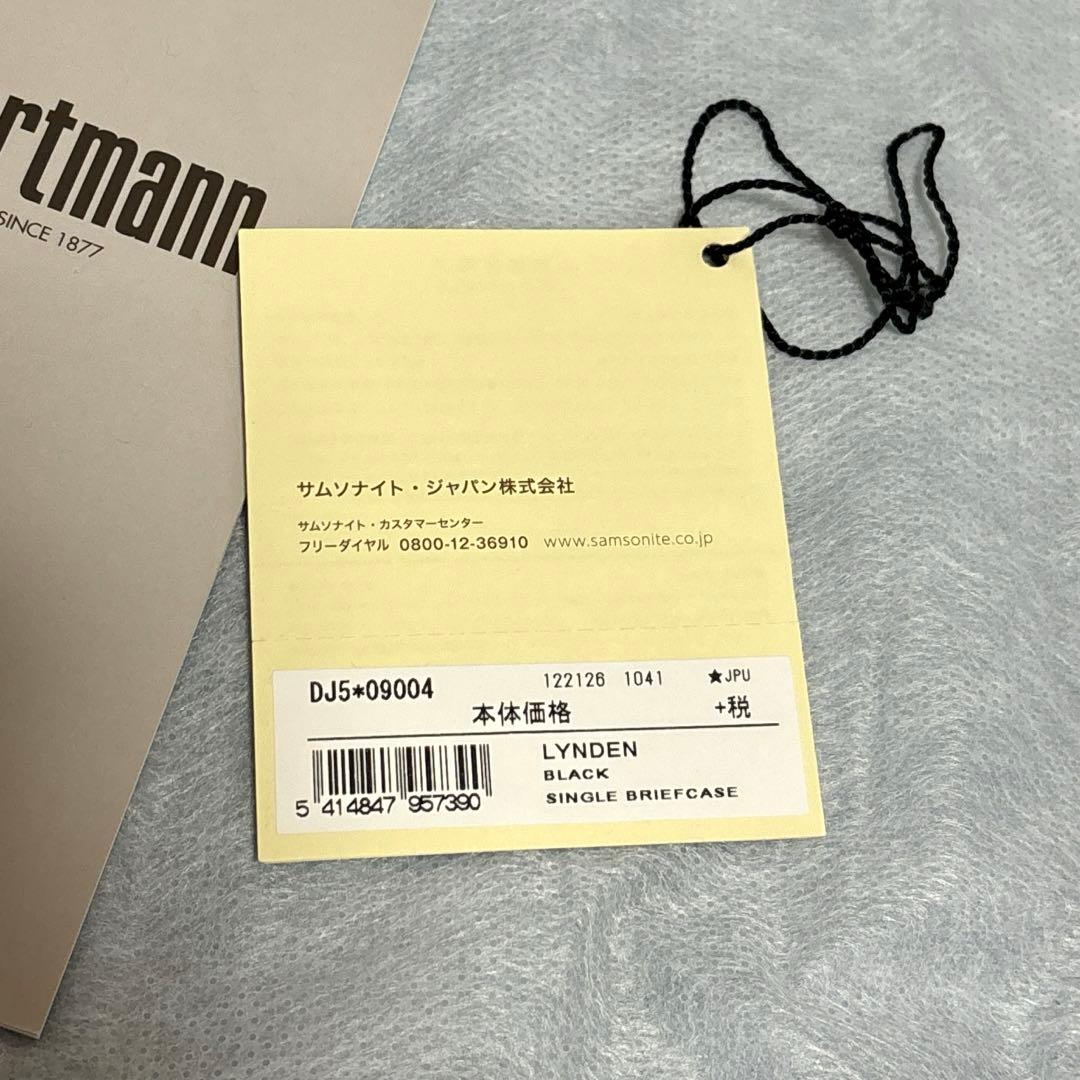 rtmann
SINCE 1877
サムソナイト・ジャパン株式会社
サムソナイト・カスタマーセンター
フリーダイヤル 0800-12-36910 www.samsonite.co.jp
DJ5*09004 122126 1041 ★JPU
本体価格 +税
LYNDEN
BLACK
SINGLE BRIEFCASE
5 414847 957390